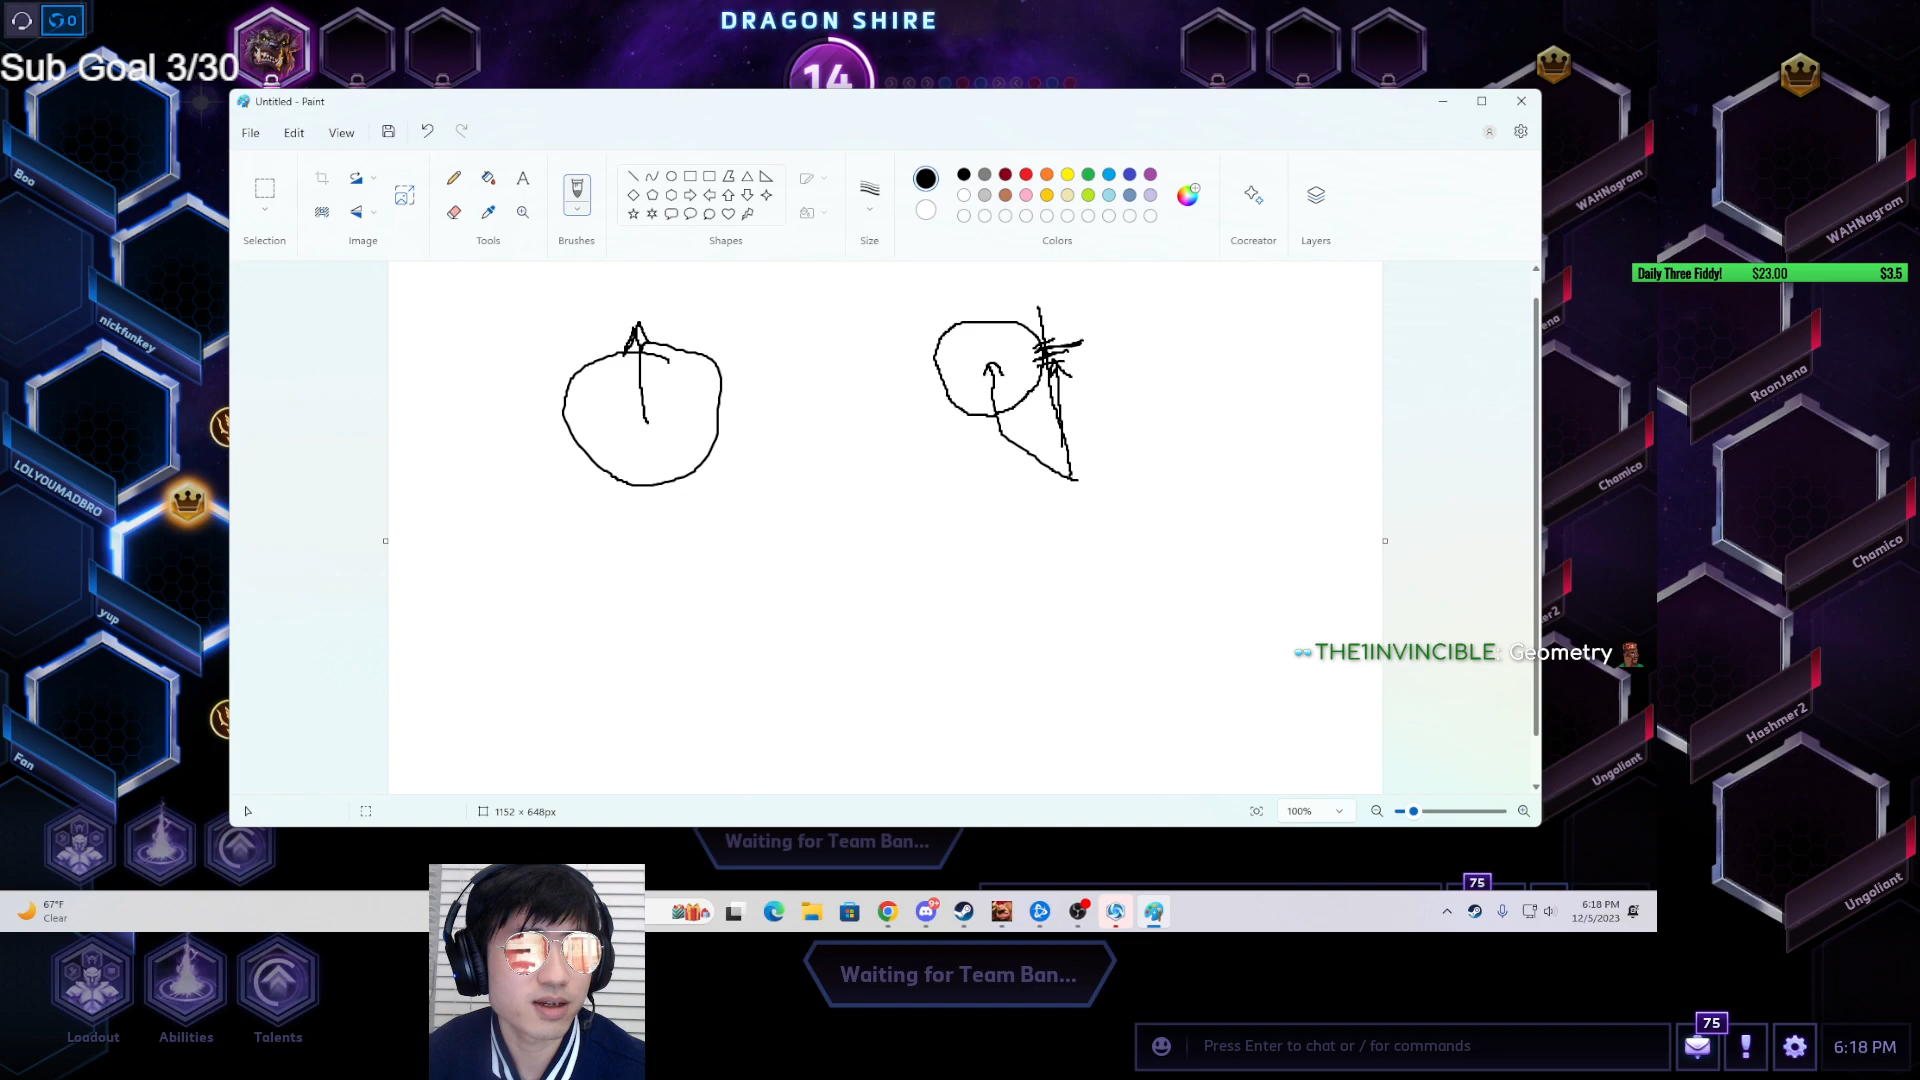 DRAGON SHIRE
14
0
Sub Goal 3/30
Untitled - Paint
File Edit View
Selection Image Tools Brushes Shapes Size Colors Cocreator Layers
Boo
nickfunkey
LOLYOUMADBRO
yup
Fan
WAHNagrom
WAHNagrom
Daily Three Fiddy! $23.00 $3.5
ena
RaonJena
Chamico
Chamico
er2
Hashmer2
Ungoliant
Ungoliant
THE1INVINCIBLE: Geometry
1152 × 648px
100%
Waiting for Team Ban...
75
67°F
Clear
9+
6:18 PM
12/5/2023
Waiting for Team Ban...
Loadout Abilities Talents
Press Enter to chat or / for commands
75
6:18 PM